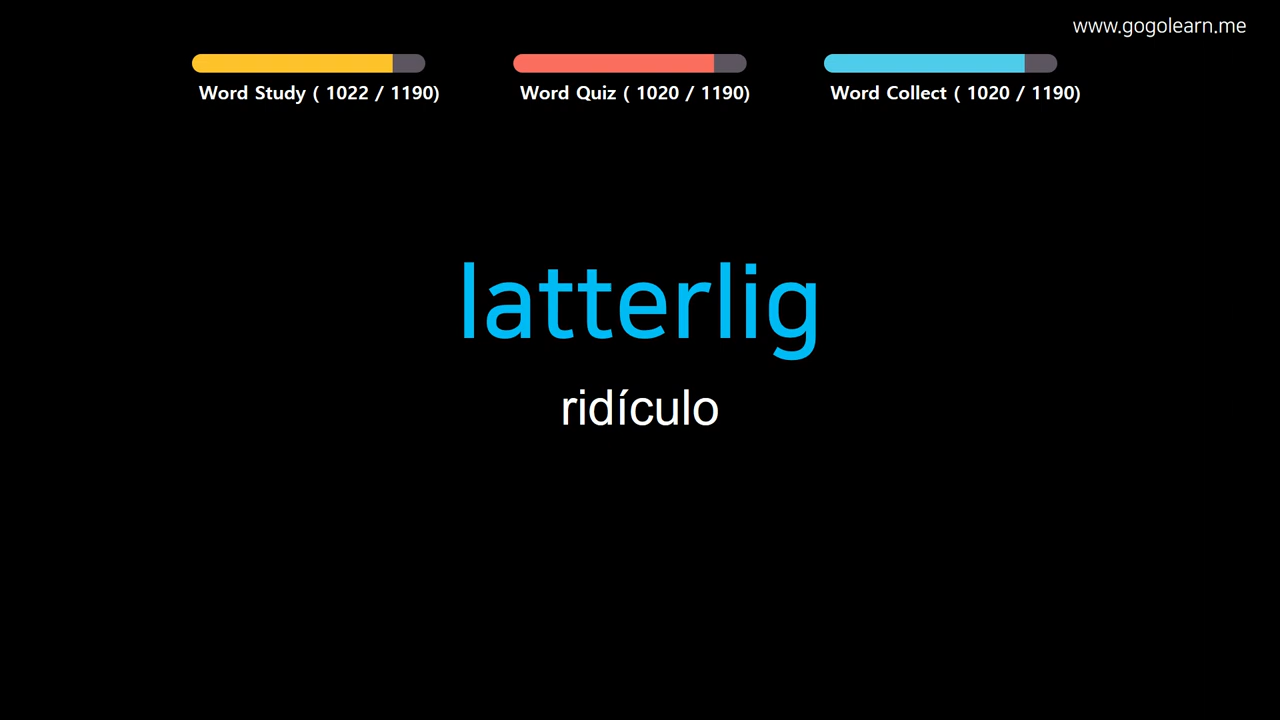 www.gogolearn.me
Word Study ( 1022 / 1190)
Word Quiz ( 1020 / 1190)
Word Collect ( 1020 / 1190)
latterlig
ridículo